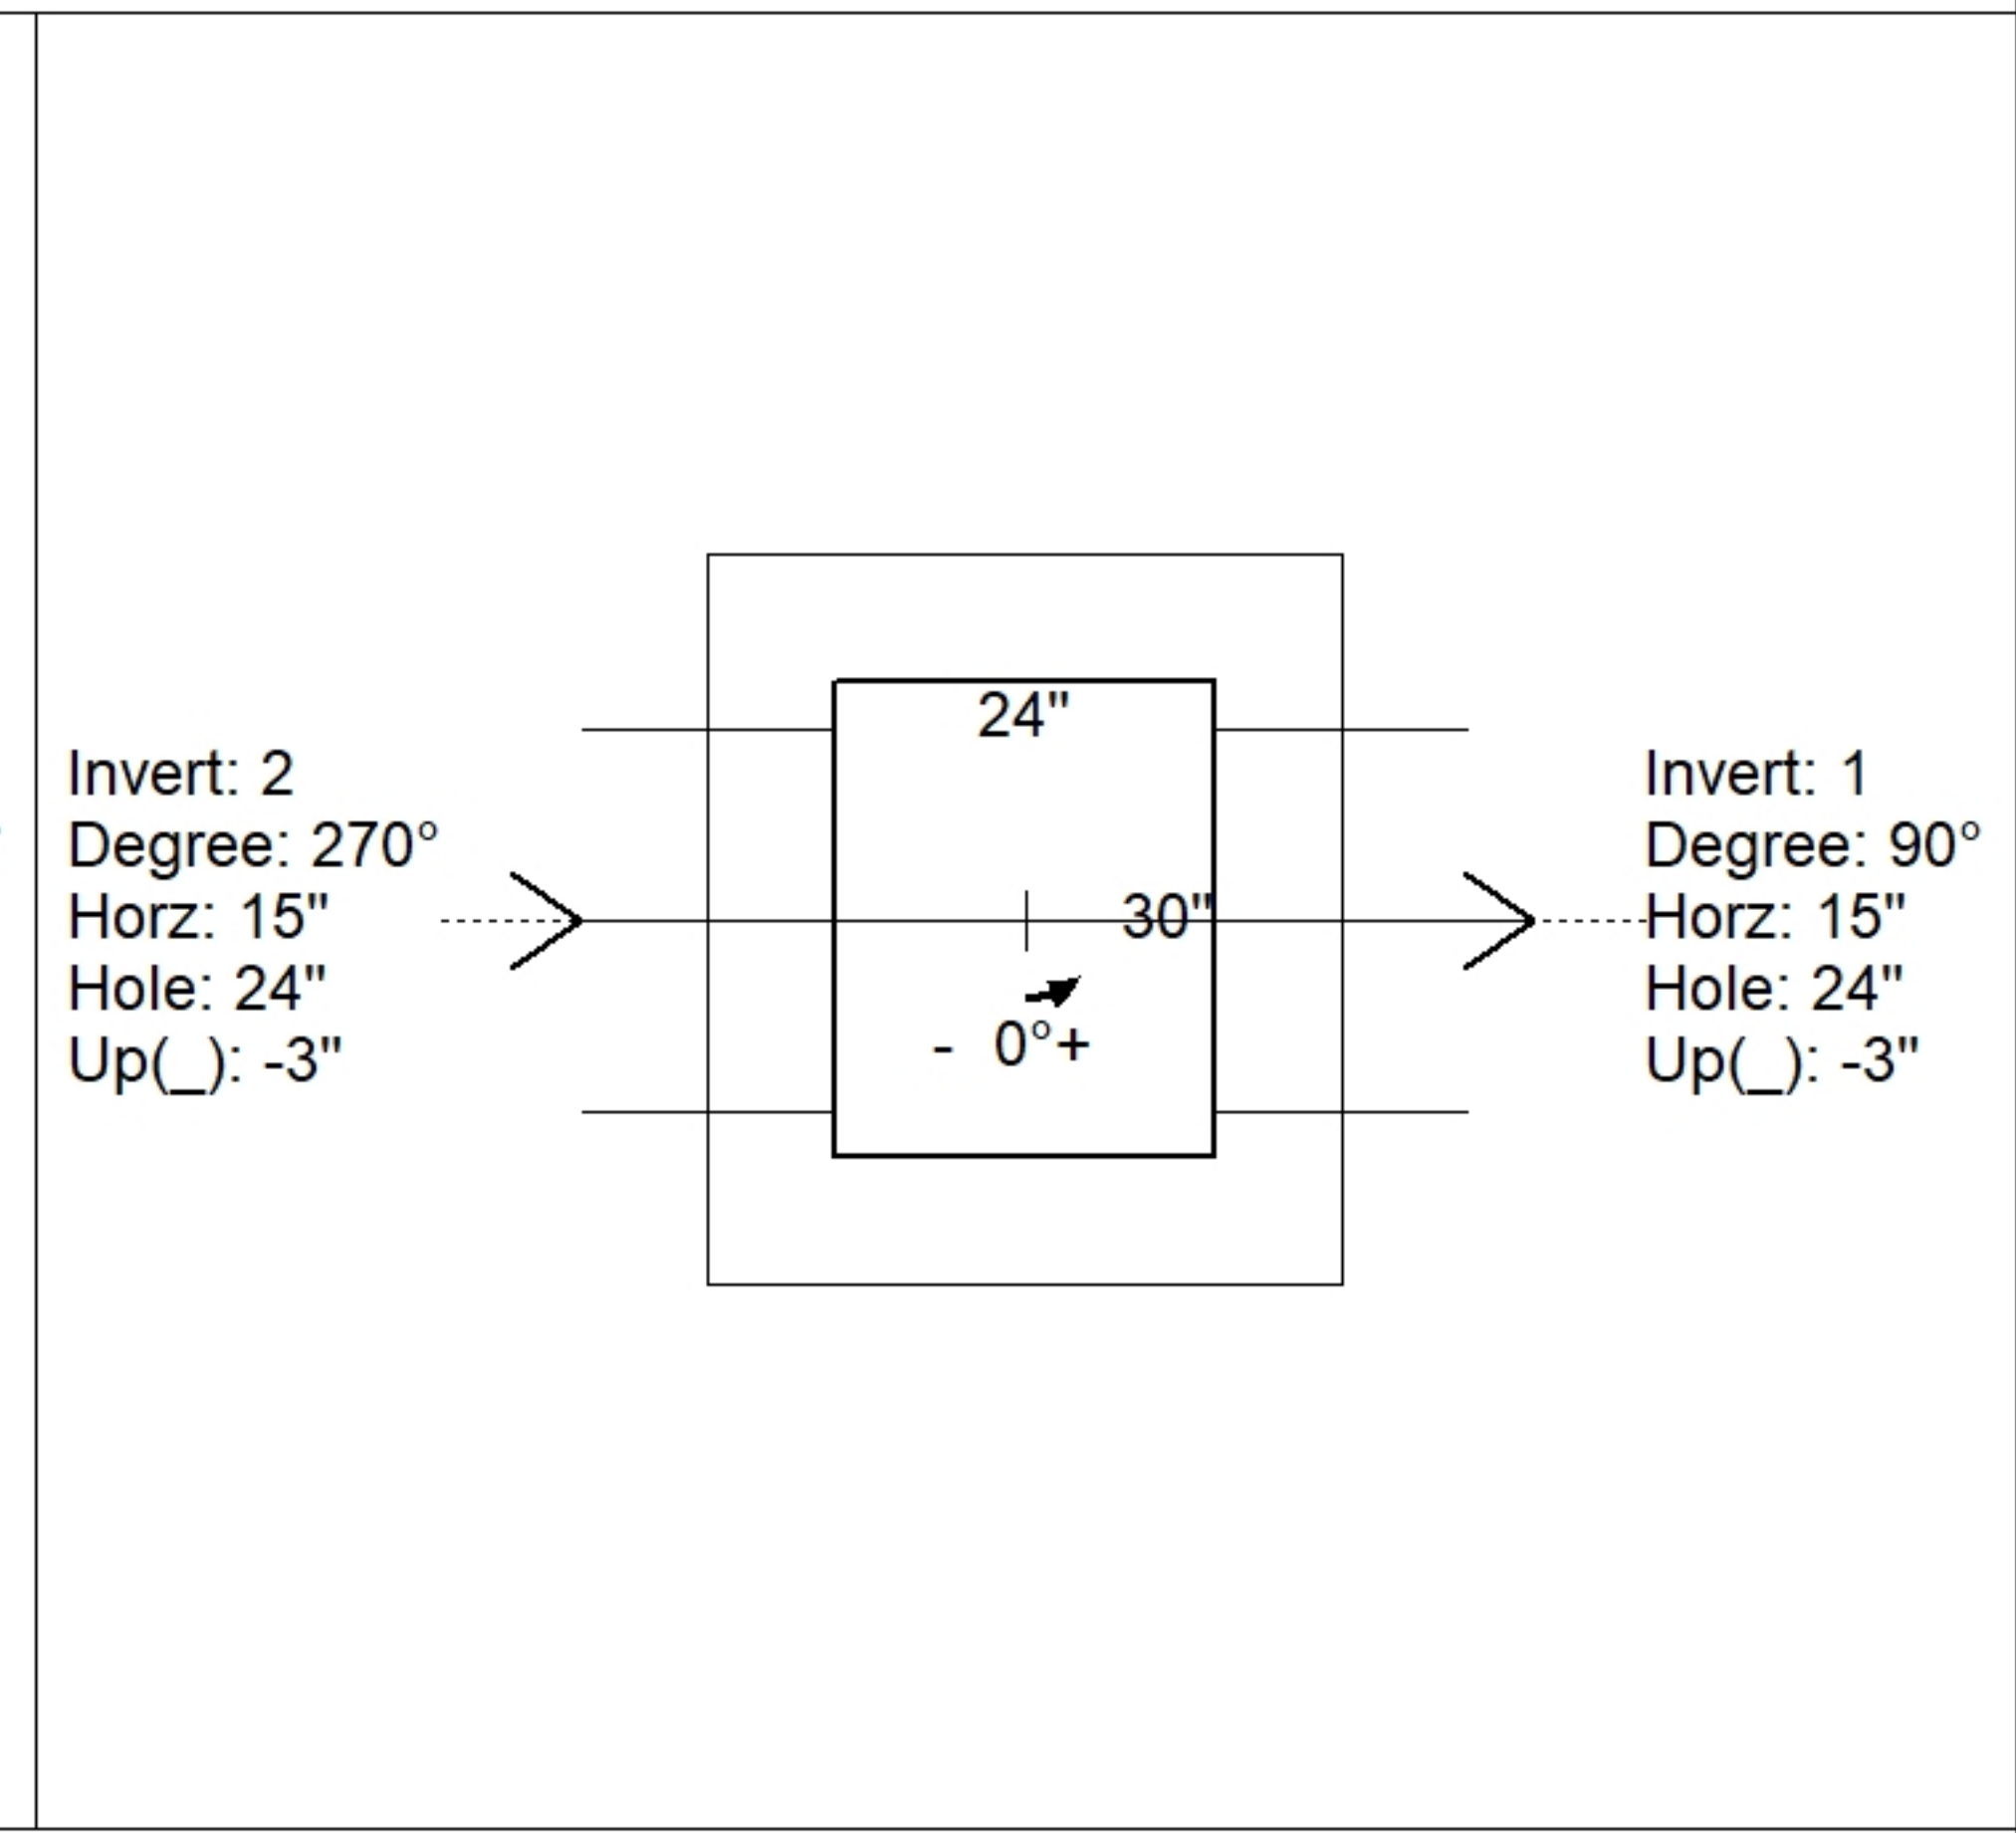 24"
Invert: 2
Degree: 270°
Horz: 15"
Hole: 24"
Up(_): -3"
30"
- 0°+
Invert: 1
Degree: 90°
Horz: 15"
Hole: 24"
Up(_): -3"